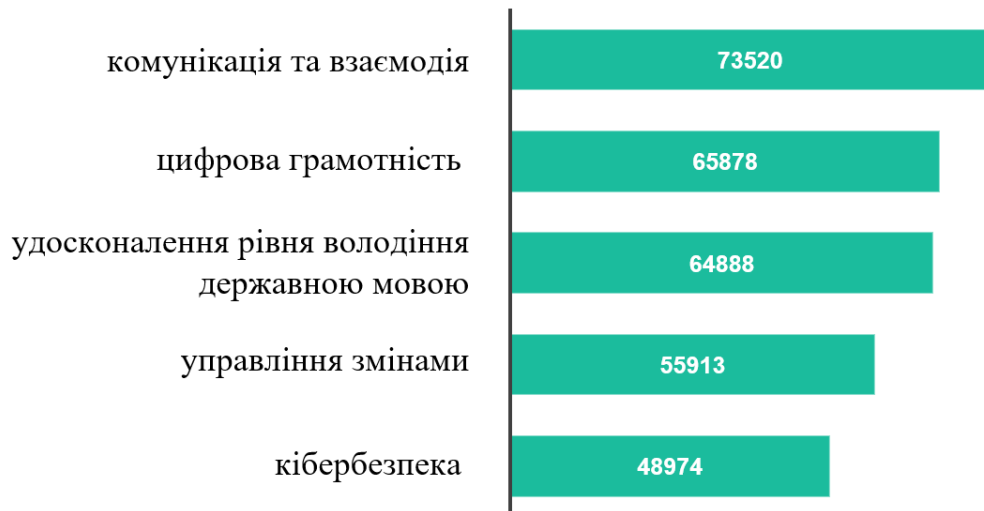 комунікація та взаємодія
73520
цифрова грамотність
65878
удосконалення рівня володіння
державною мовою
64888
управління змінами
55913
кібербезпека
48974